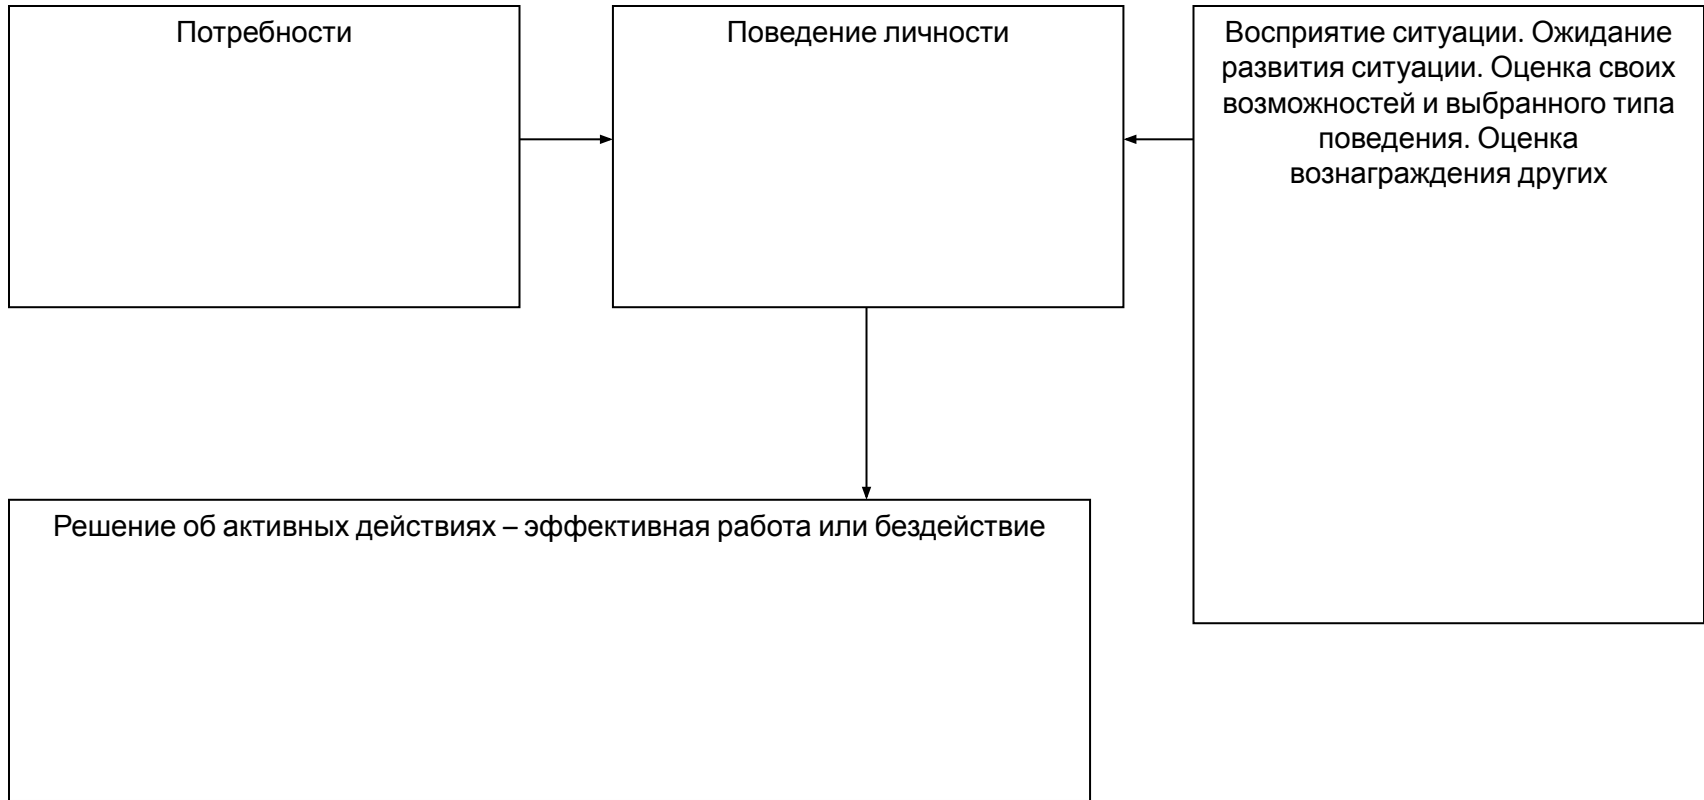 Потребности
Поведение личности
Восприятие ситуации. Ожидание
развития ситуации. Оценка своих
возможностей и выбранного типа
поведения. Оценка
вознаграждения других
Решение об активных действиях – эффективная работа или бездействие